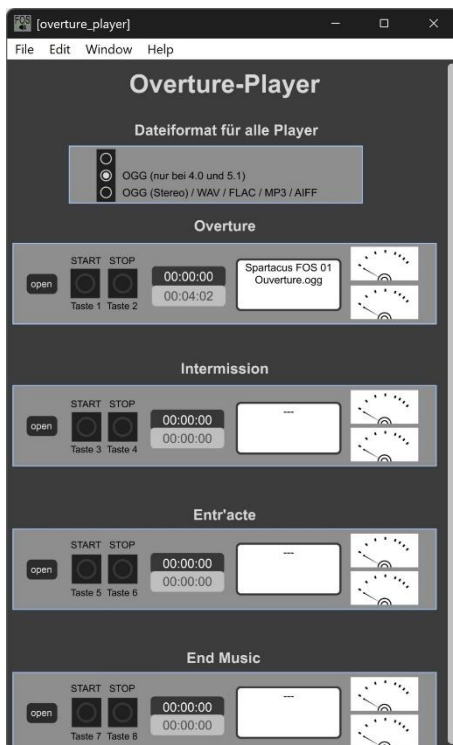 FOS [overture_player]
File Edit Window Help
Overture-Player
Dateiformat für alle Player
OGG (nur bei 4.0 und 5.1)
OGG (Stereo) / WAV / FLAC / MP3 / AIFF
Overture
START STOP
open
Taste 1 Taste 2
00:00:00
00:04:02
Spartacus FOS 01
Ouverture.ogg
Intermission
START STOP
open
Taste 3 Taste 4
00:00:00
00:00:00
---
Entr'acte
START STOP
open
Taste 5 Taste 6
00:00:00
00:00:00
---
End Music
START STOP
open
Taste 7 Taste 8
00:00:00
00:00:00
---